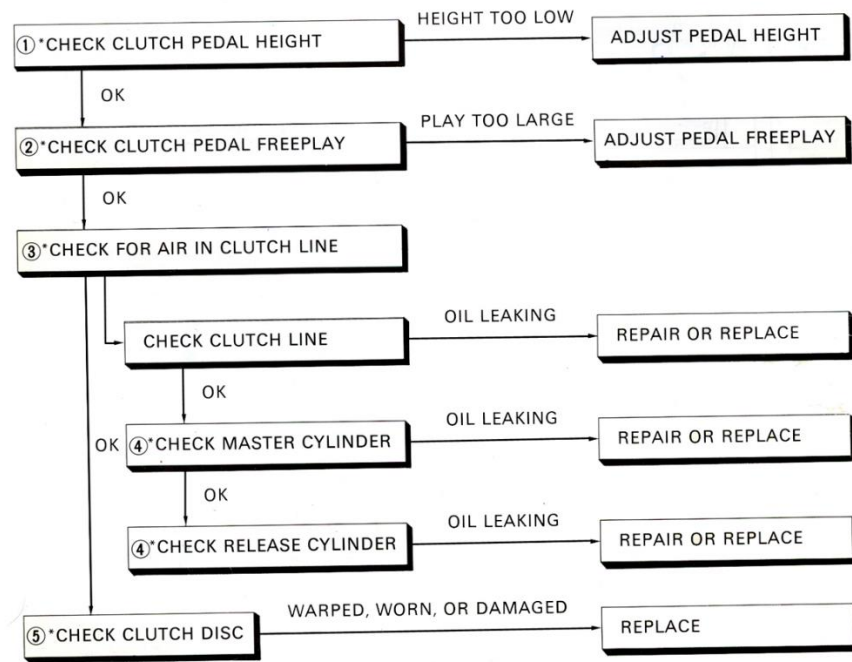 ①*CHECK CLUTCH PEDAL HEIGHT
HEIGHT TOO LOW
ADJUST PEDAL HEIGHT
OK
②*CHECK CLUTCH PEDAL FREEPLAY
PLAY TOO LARGE
ADJUST PEDAL FREEPLAY
OK
③*CHECK FOR AIR IN CLUTCH LINE
CHECK CLUTCH LINE
OIL LEAKING
REPAIR OR REPLACE
OK
OK
④*CHECK MASTER CYLINDER
OIL LEAKING
REPAIR OR REPLACE
OK
④*CHECK RELEASE CYLINDER
OIL LEAKING
REPAIR OR REPLACE
⑤*CHECK CLUTCH DISC
WARPED, WORN, OR DAMAGED
REPLACE